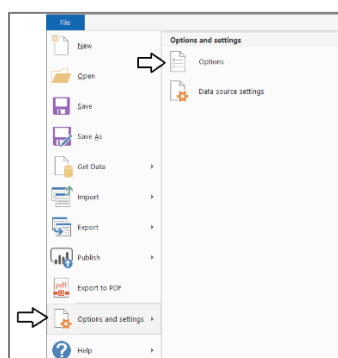 File
New
Open
Save
Save As
Get Data
Import
Export
Publish
pdf
Export to PDF
Options and settings
Help
Options and settings
Options
Data source settings